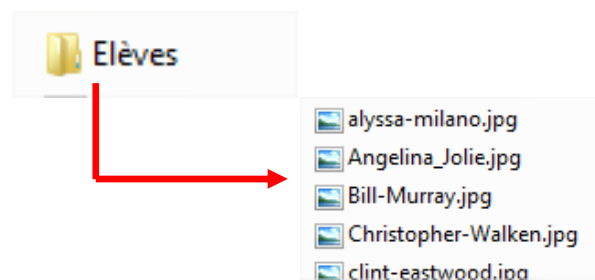 Elèves
alyssa-milano.jpg
Angelina_Jolie.jpg
Bill-Murray.jpg
Christopher-Walken.jpg
clint-eastwood.jpg